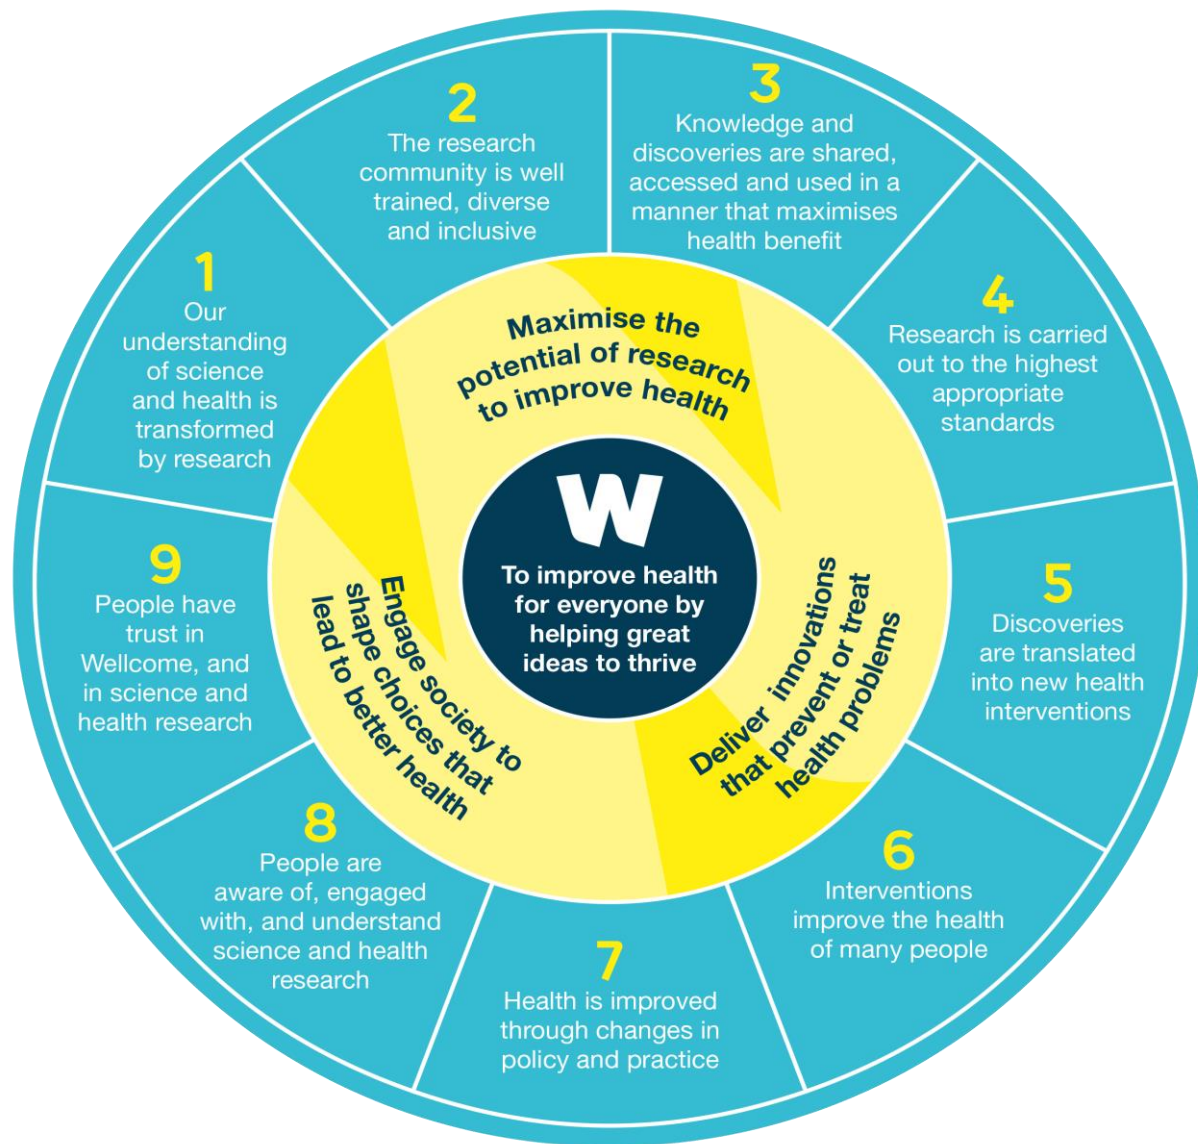 W
To improve health
for everyone by
helping great
ideas to thrive
Maximise the
potential of research
to improve health
Deliver innovations
that prevent or treat
health problems
Engage society to
shape choices that
lead to better health
1
Our
understanding
of science
and health is
transformed
by research
2
The research
community is well
trained, diverse
and inclusive
3
Knowledge and
discoveries are shared,
accessed and used in a
manner that maximises
health benefit
4
Research is carried
out to the highest
appropriate
standards
5
Discoveries
are translated
into new health
interventions
6
Interventions
improve the health
of many people
7
Health is improved
through changes in
policy and practice
8
People are
aware of, engaged
with, and understand
science and health
research
9
People have
trust in
Wellcome, and
in science and
health research